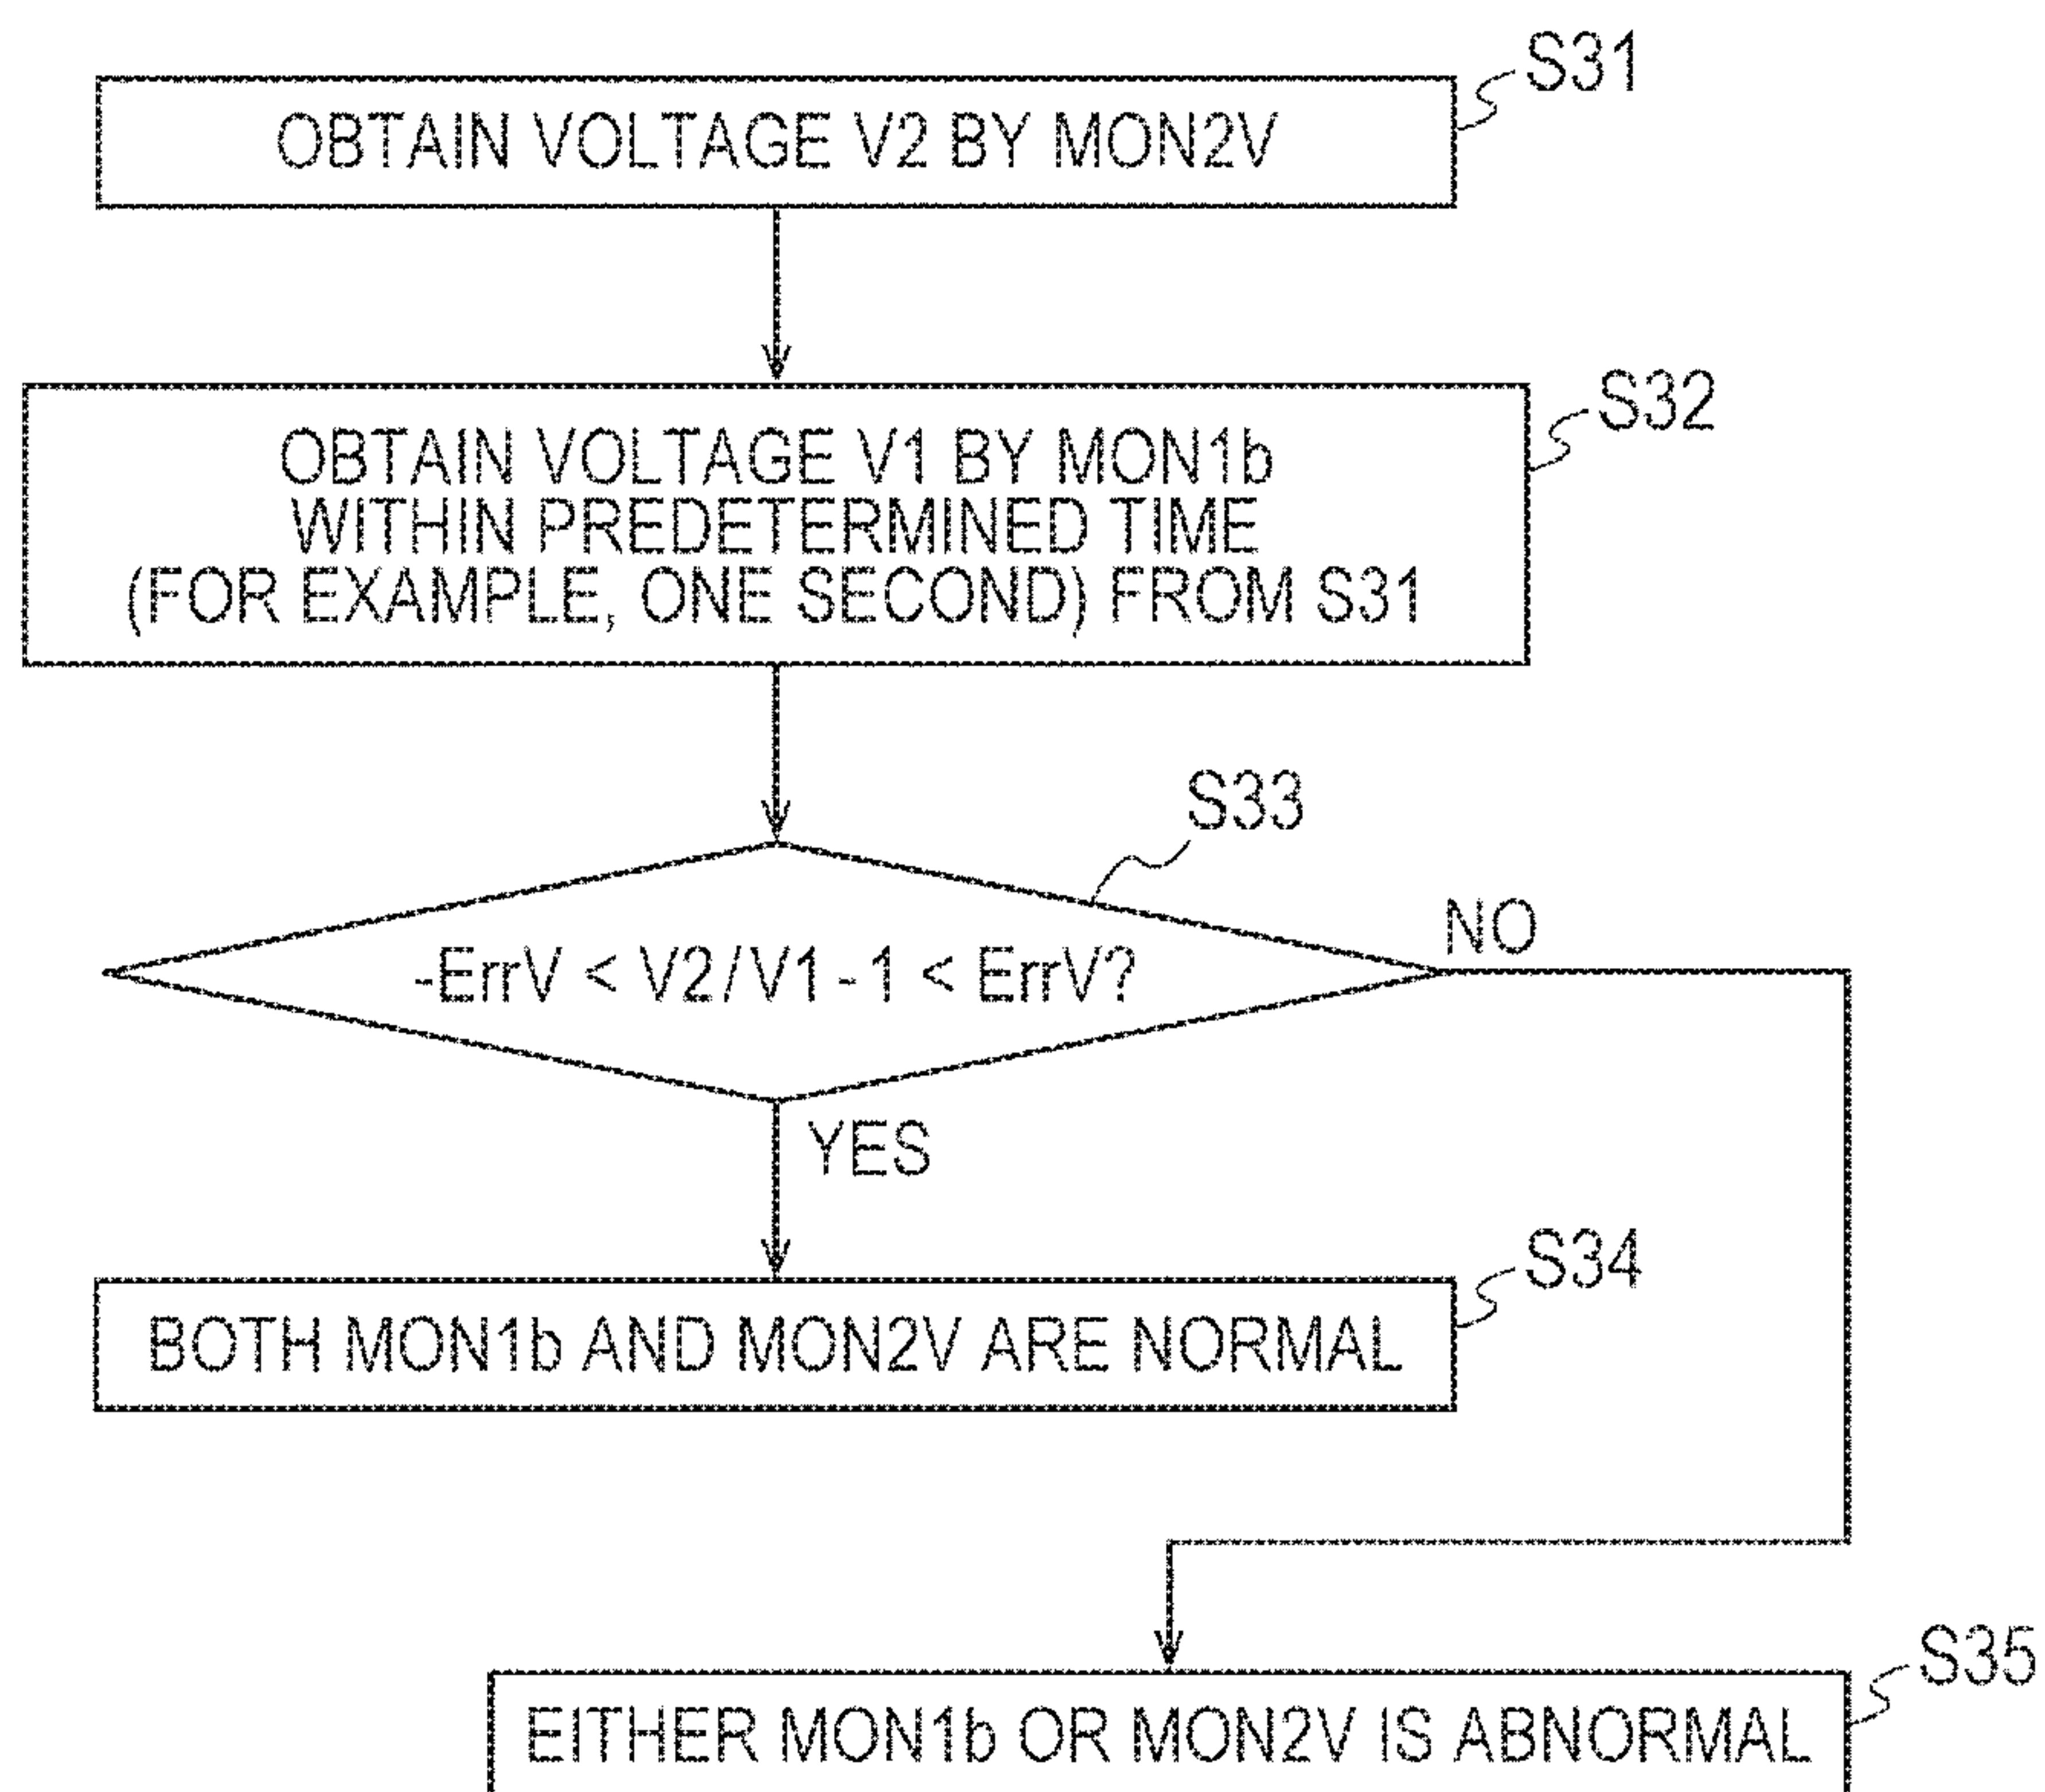 S31
OBTAIN VOLTAGE V2 BY MON2V
S32
OBTAIN VOLTAGE V1 BY MON1b
WITHIN PREDETERMINED TIME
(FOR EXAMPLE, ONE SECOND) FROM S31
S33
-ErrV < V2/V1 - 1 < ErrV?
NO
YES
S34
BOTH MON1b AND MON2V ARE NORMAL
S35
EITHER MON1b OR MON2V IS ABNORMAL